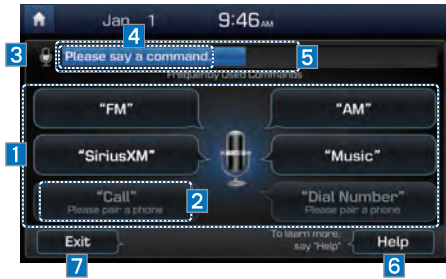 Jan. 1 9:46AM
4
3 Please say a command. 5
Frequently Used Commands
"FM" "AM"
1 "SiriusXM" "Music"
"Call" 2 "Dial Number"
Please pair a phone Please pair a phone
Exit To learn more, Help
say "Help"
7 6